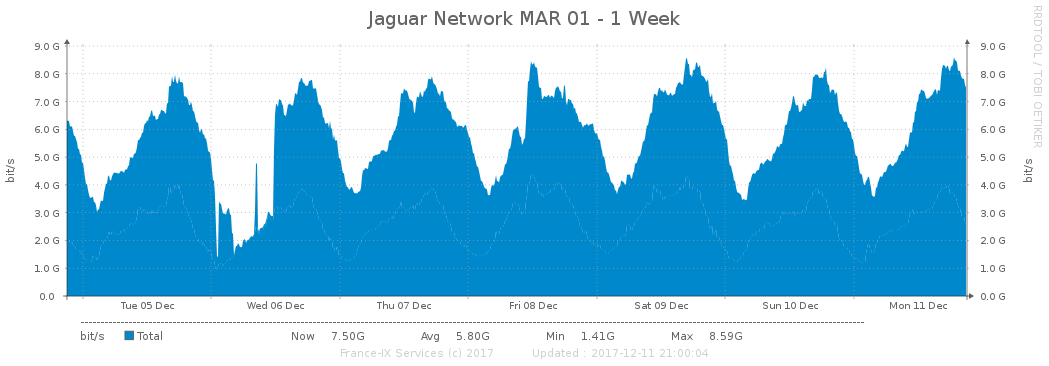 Jaguar Network MAR 01 - 1 Week
RRDTOOL / TOBI OETIKER
bit/s
9.0 G 9.0 G
8.0 G 8.0 G
7.0 G 7.0 G
6.0 G 6.0 G
5.0 G 5.0 G
4.0 G 4.0 G
3.0 G 3.0 G
2.0 G 2.0 G
1.0 G 1.0 G
0.0 0.0 G
bit/s
Tue 05 Dec Wed 06 Dec Thu 07 Dec Fri 08 Dec Sat 09 Dec Sun 10 Dec Mon 11 Dec
bit/s Total Now 7.50G Avg 5.80G Min 1.41G Max 8.59G
France-IX Services (c) 2017 Updated : 2017-12-11 21:00:04